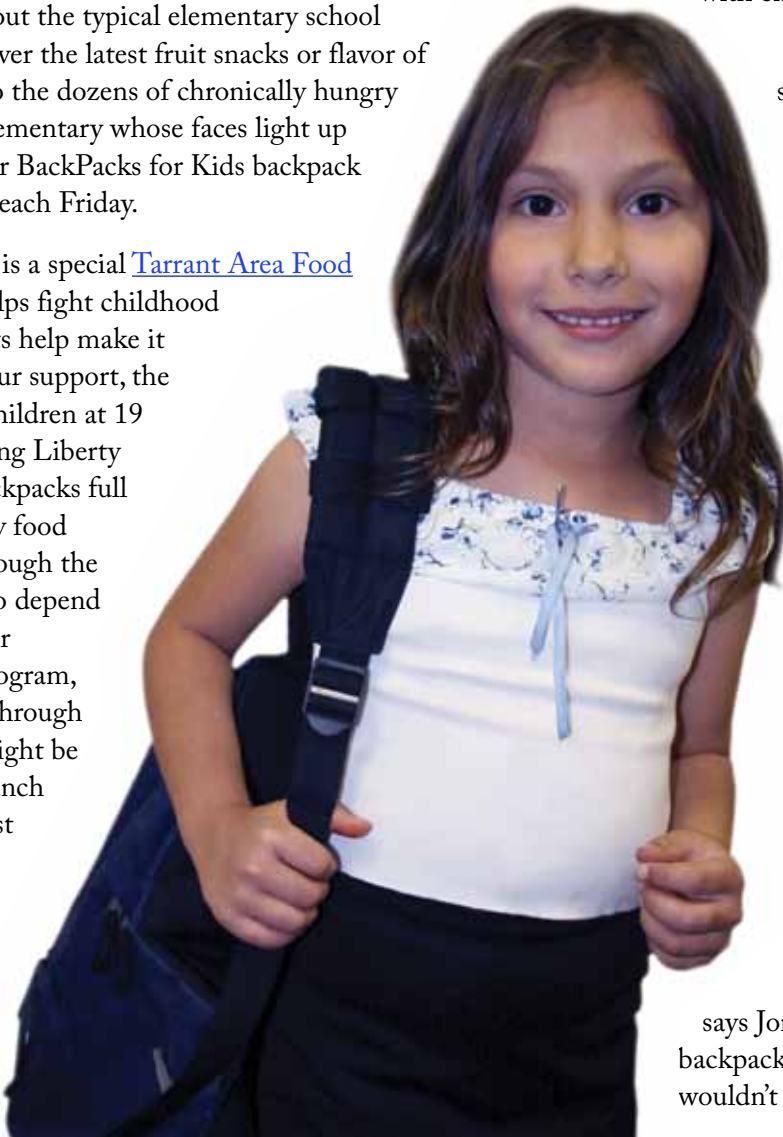 out the typical elementary school
ver the latest fruit snacks or flavor of
o the dozens of chronically hungry
ementary whose faces light up
r BackPacks for Kids backpack
each Friday.
is a special Tarrant Area Food
lps fight childhood
s help make it
ur support, the
hildren at 19
ng Liberty
ckpacks full
y food
ough the
o depend
r
ogram,
hrough
ight be
nch
st
s
says Jo
backpack
wouldn't